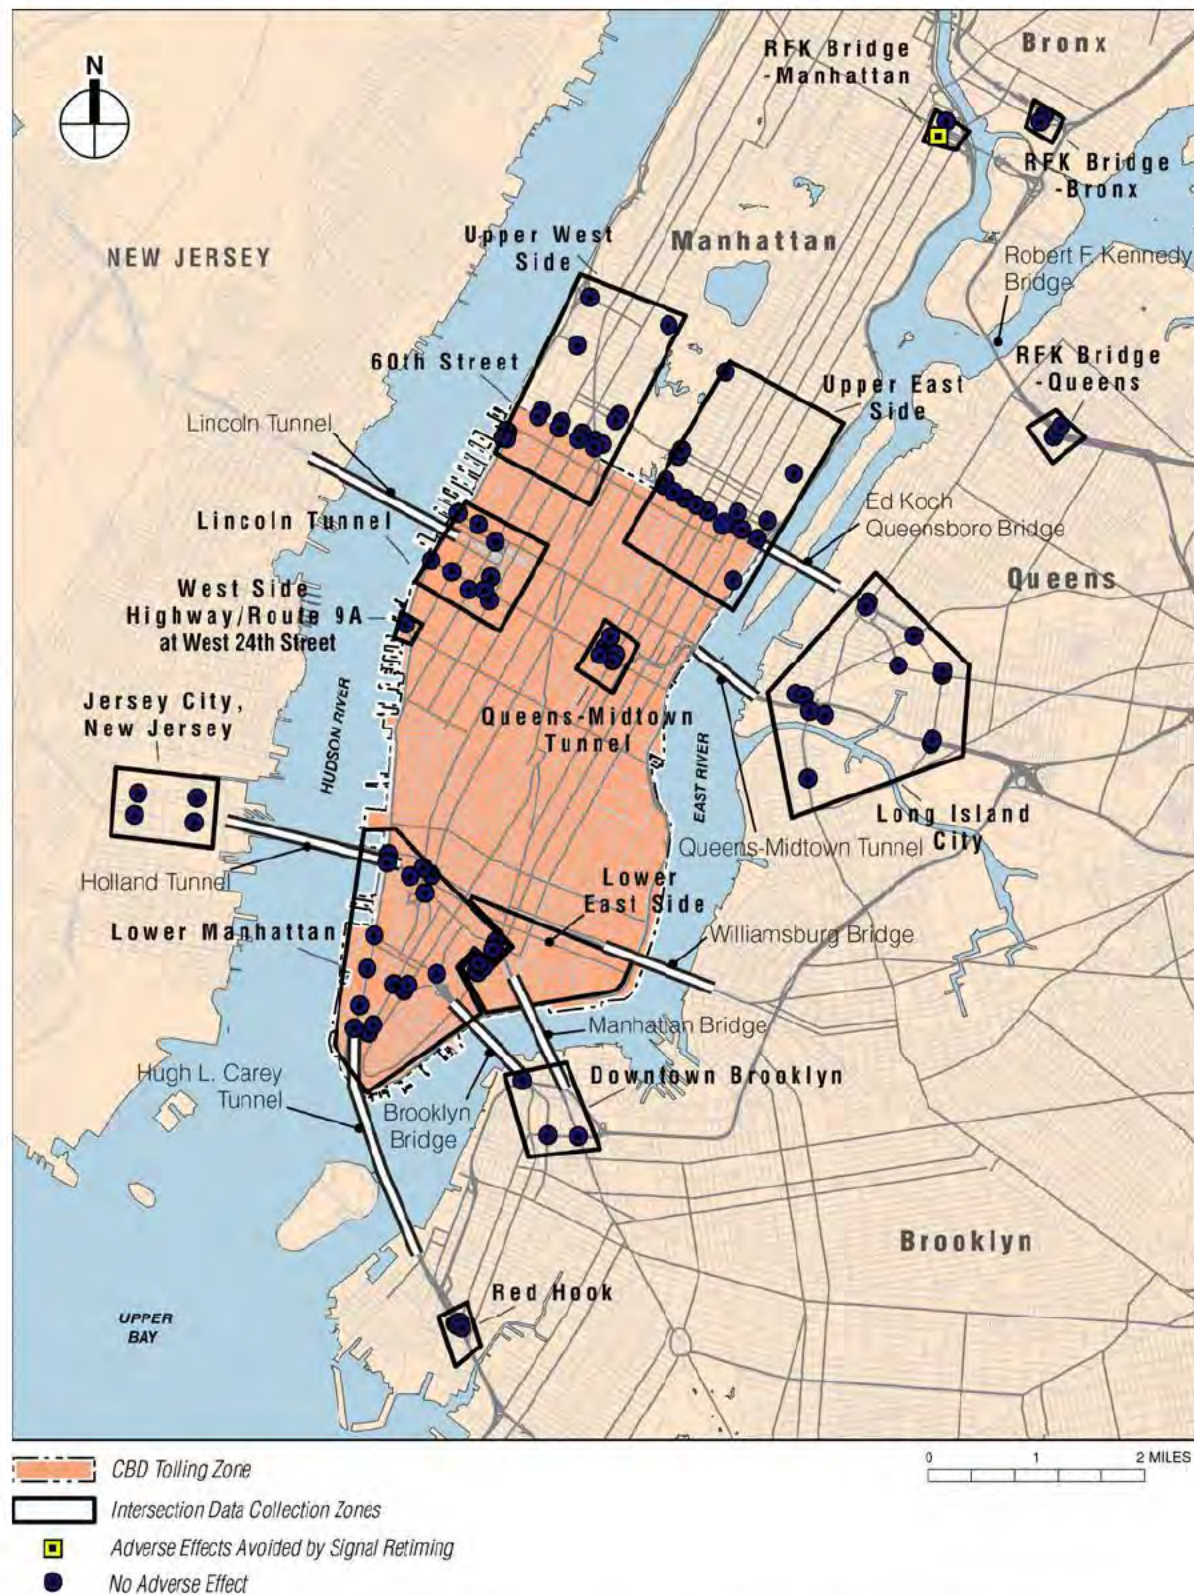 N
RFK Bridge
-Manhattan
Bronx
RFK Bridge
-Bronx
NEW JERSEY
Upper West
Side
Manhattan
Robert F. Kennedy
Bridge
60th Street
RFK Bridge
-Queens
Upper East
Side
Lincoln Tunnel
Lincoln Tunnel
Ed Koch
Queensboro Bridge
West Side
Highway/Route 9A
at West 24th Street
Queens
Jersey City,
New Jersey
HUDSON RIVER
Queens-Midtown
Tunnel
EAST RIVER
Long Island
City
Queens-Midtown Tunnel
Holland Tunnel
Lower
East Side
Lower Manhattan
Williamsburg Bridge
Manhattan Bridge
Hugh L. Carey
Tunnel
Downtown Brooklyn
Brooklyn
Bridge
Brooklyn
Red Hook
UPPER
BAY
0 1 2 MILES
CBD Tolling Zone
Intersection Data Collection Zones
Adverse Effects Avoided by Signal Retiming
No Adverse Effect